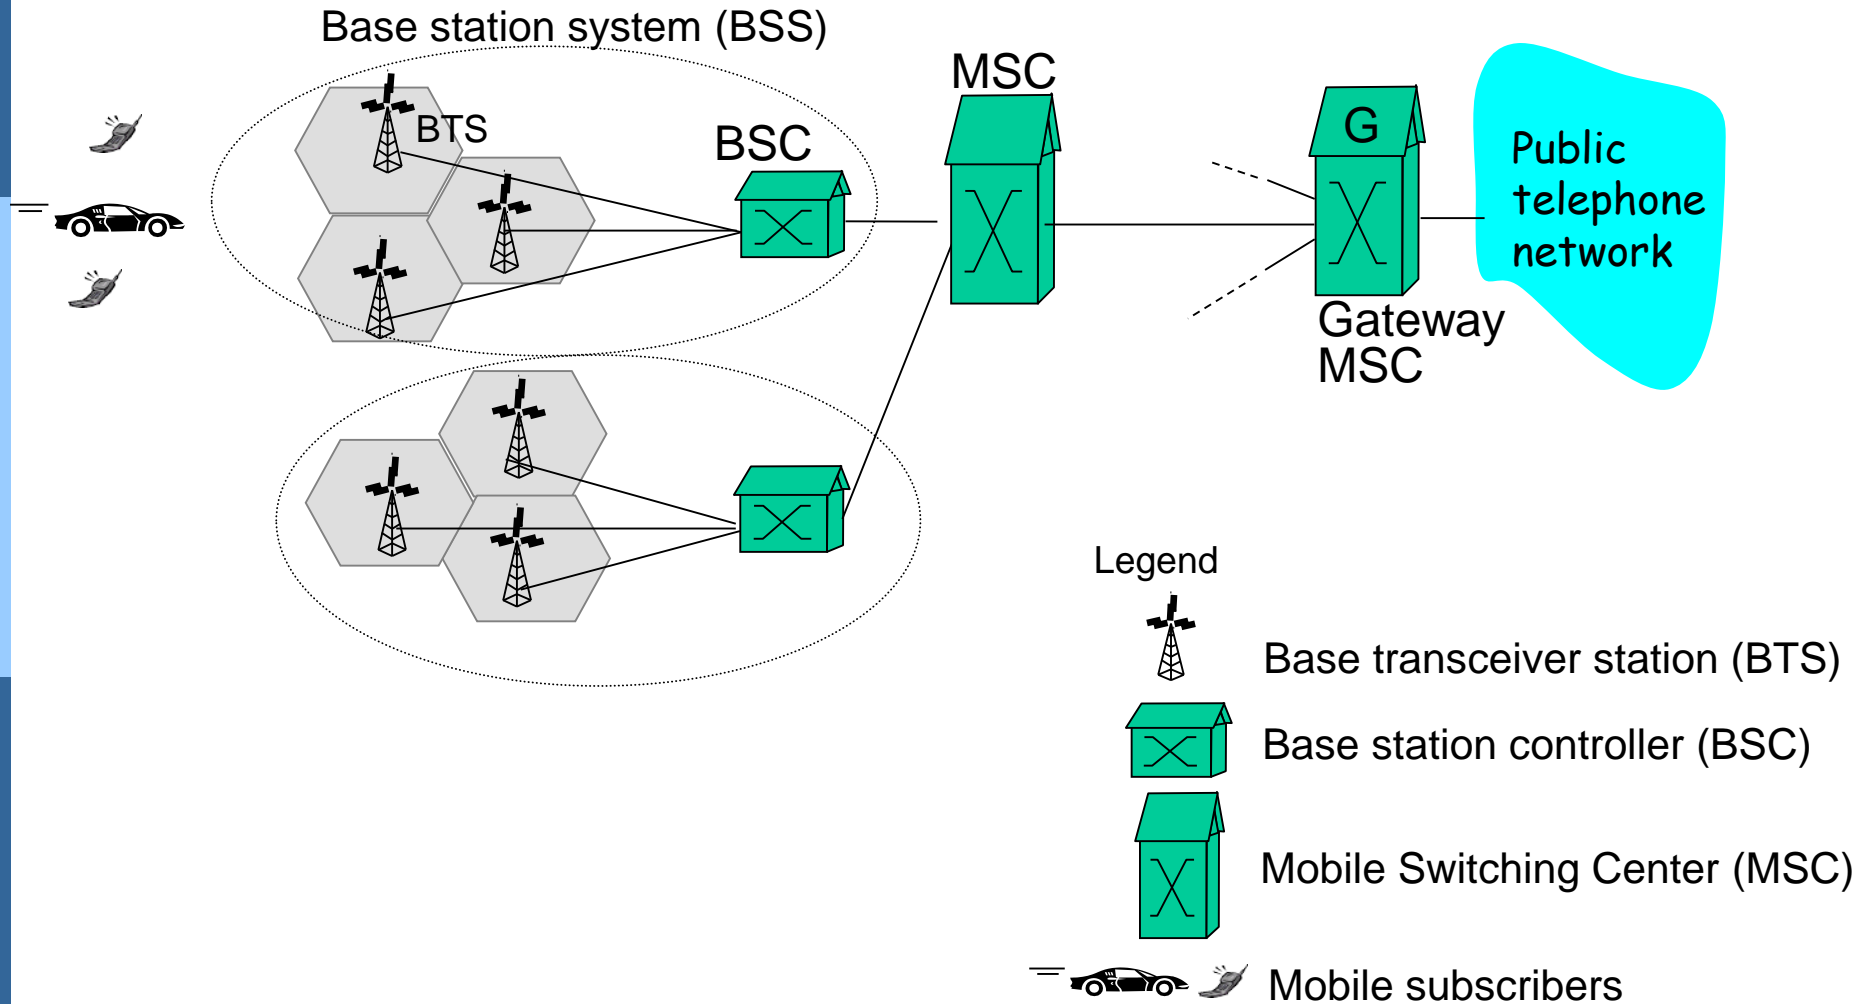 Base station system (BSS)
MSC
BTS
BSC
G
Public
telephone
network
Gateway
MSC
Legend
Base transceiver station (BTS)
Base station controller (BSC)
Mobile Switching Center (MSC)
Mobile subscribers